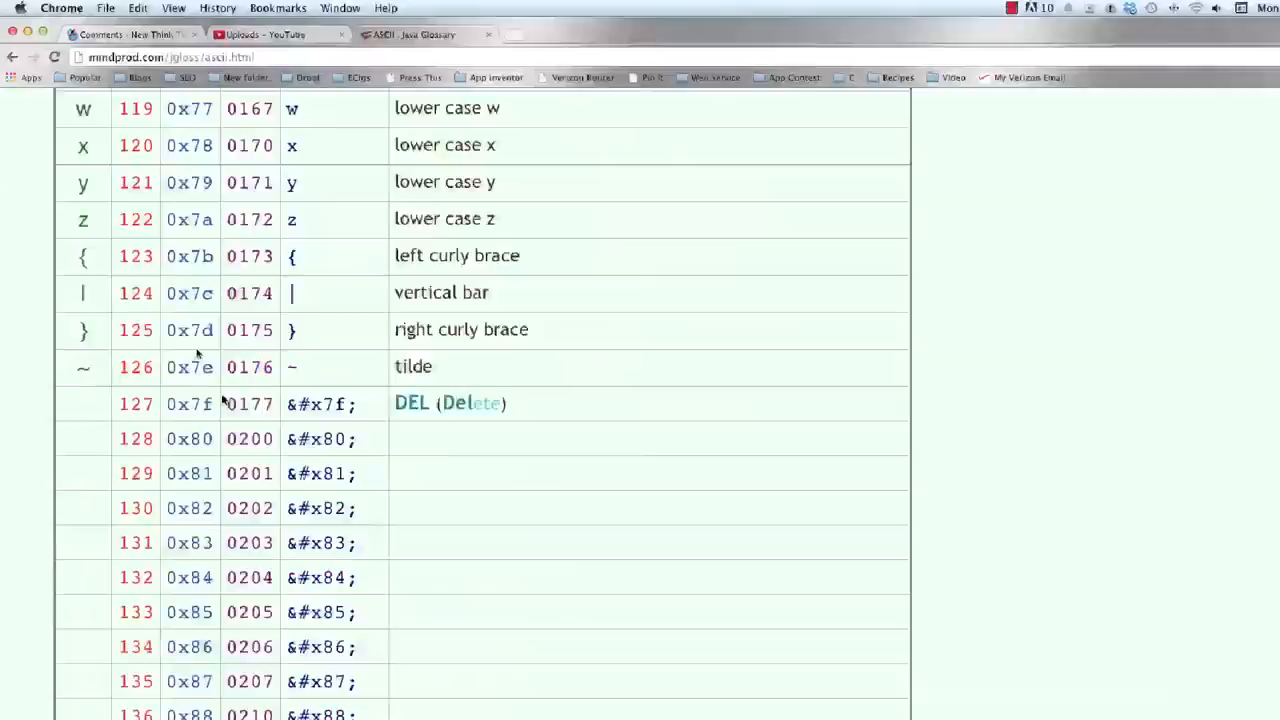 Chrome File Edit View History Bookmarks Window Help 10 Mon
Comments - New Think T Uploads - YouTube ASCII - Java Glossary
mindprod.com/jgloss/ascii.html
Apps Popular Blogs SEO New folder Droid EClips Press This App Inventor Verizon Router Pin It Web Service App Contest E Recipes Video My Verizon Email
w 119 0x77 0167 w lower case w
x 120 0x78 0170 x lower case x
y 121 0x79 0171 y lower case y
z 122 0x7a 0172 z lower case z
{ 123 0x7b 0173 { left curly brace
| 124 0x7c 0174 | vertical bar
} 125 0x7d 0175 } right curly brace
~ 126 0x7e 0176 ~ tilde
127 0x7f 0177 &#x7f; DEL (Delete)
128 0x80 0200 &#x80;
129 0x81 0201 &#x81;
130 0x82 0202 &#x82;
131 0x83 0203 &#x83;
132 0x84 0204 &#x84;
133 0x85 0205 &#x85;
134 0x86 0206 &#x86;
135 0x87 0207 &#x87;
136 0x88 0210 &#x88;